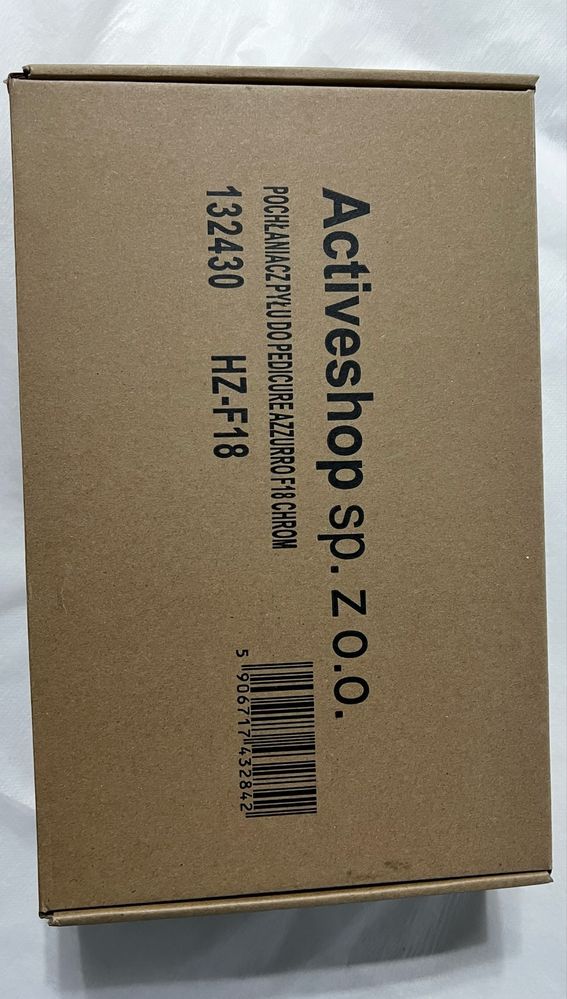 Activeshop sp. z o.o.
POCHŁANIACZ PYŁU DO PEDICURE AZZURRO F18 CHROM
132430 HZ-F18
5 906717 432842